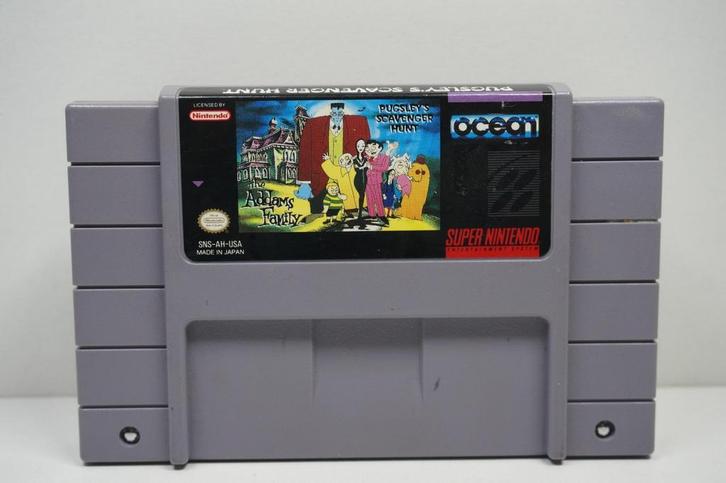 PUGSLEY'S SCAVENGER HUNT
LICENSED BY
Nintendo
PUGSLEY'S
SCAVENGER
HUNT
ocean
the
Addams
Family
SNS-AH-USA
MADE IN JAPAN
SUPER NINTENDO
ENTERTAINMENT SYSTEM